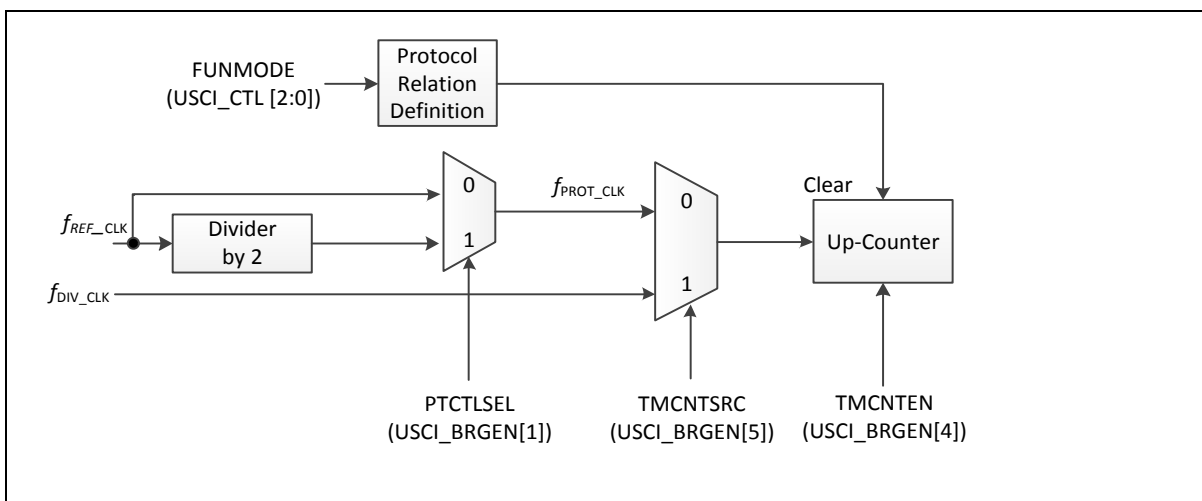 FUNMODE
(USCI_CTL [2:0])
Protocol
Relation
Definition
0
1
fREF_CLK
Divider
by 2
fPROT_CLK
fDIV_CLK
0
1
Clear
Up-Counter
PTCTLSEL
(USCI_BRGEN[1])
TMCNTSRC
(USCI_BRGEN[5])
TMCNTEN
(USCI_BRGEN[4])